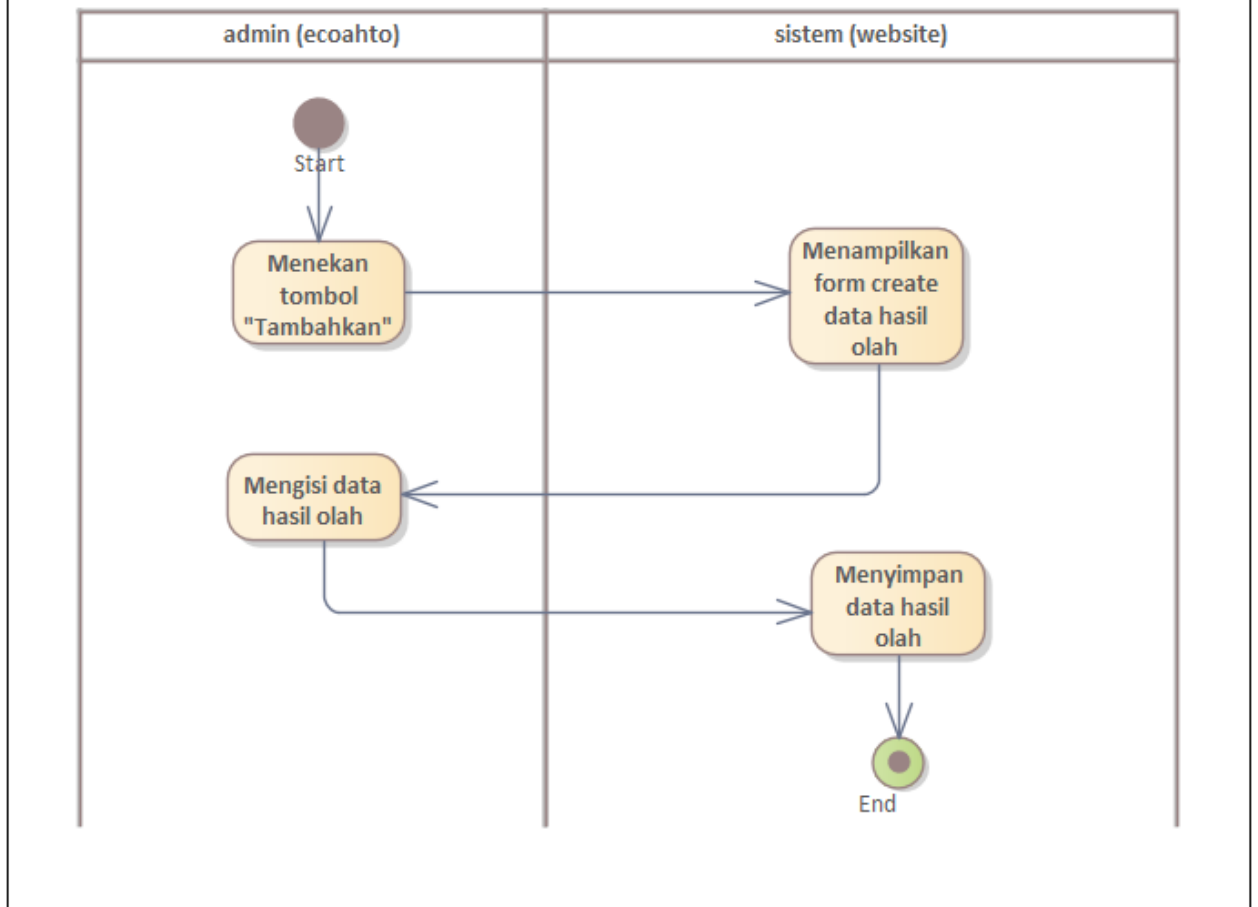 admin (ecoahto)
sistem (website)
Start
Menekan
tombol
"Tambahkan"
Menampilkan
form create
data hasil
olah
Mengisi data
hasil olah
Menyimpan
data hasil
olah
End